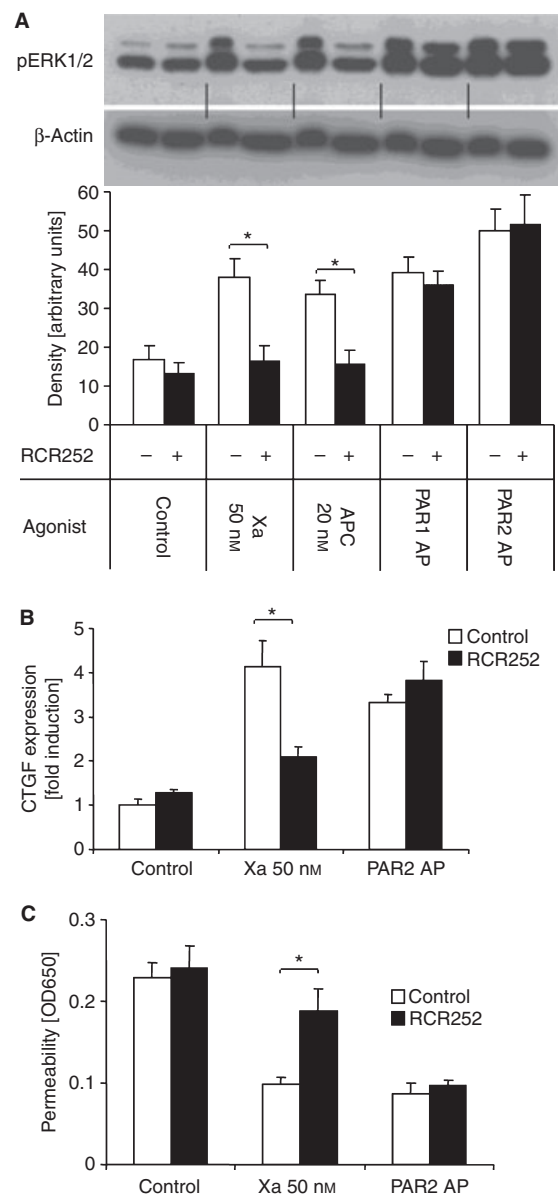 A
pERK1/2
β-Actin
Density [arbitrary units]
60
50
40
30
20
10
0
* *
RCR252 – + – + – + – + – +
Agonist
Control
Xa
50 nM
APC
20 nM
PAR1 AP
PAR2 AP
B
CTGF expression
[fold induction]
5
4
3
2
1
0
*
Control
RCR252
Control Xa 50 nM PAR2 AP
C
Permeability [OD650]
0.3
0.2
0.1
0
*
Control
RCR252
Control Xa 50 nM PAR2 AP